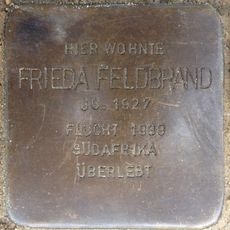 HIER WOHNTE
FRIEDA FELDBRAND
JG. 1927
FLUCHT 1939
SÜDAFRIKA
ÜBERLEBT